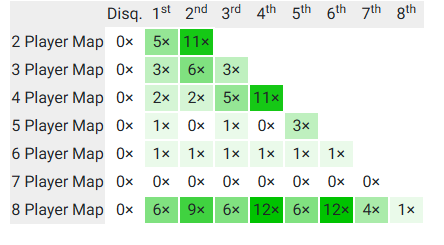 Disq. 1st 2nd 3rd 4th 5th 6th 7th 8th
2 Player Map 0× 5× 11×
3 Player Map 0× 3× 6× 3×
4 Player Map 0× 2× 2× 5× 11×
5 Player Map 0× 1× 0× 1× 0× 3×
6 Player Map 0× 1× 1× 1× 1× 1× 1×
7 Player Map 0× 0× 0× 0× 0× 0× 0× 0×
8 Player Map 0× 6× 9× 6× 12× 6× 12× 4× 1×